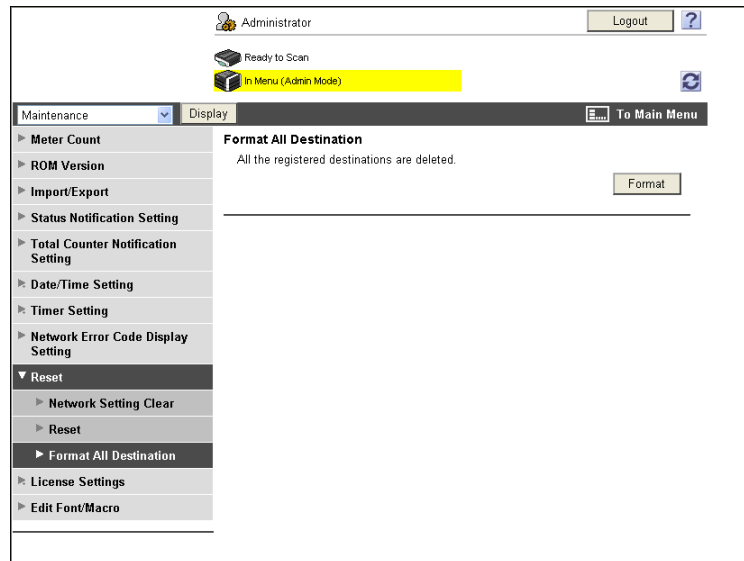 Administrator
Logout
?
Ready to Scan
In Menu (Admin Mode)
Maintenance
Display
To Main Menu
Meter Count
ROM Version
Import/Export
Status Notification Setting
Total Counter Notification
Setting
Date/Time Setting
Timer Setting
Network Error Code Display
Setting
Reset
Network Setting Clear
Reset
Format All Destination
License Settings
Edit Font/Macro
Format All Destination
All the registered destinations are deleted.
Format